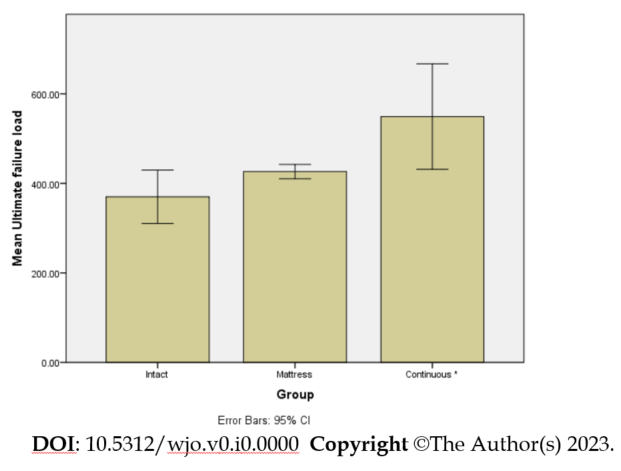 Mean Ultimate failure load
600.00
400.00
200.00
0.00
Intact Mattress Continuous *
Group
Error Bars: 95% CI
DOI: 10.5312/wjo.v0.i0.0000 Copyright ©The Author(s) 2023.